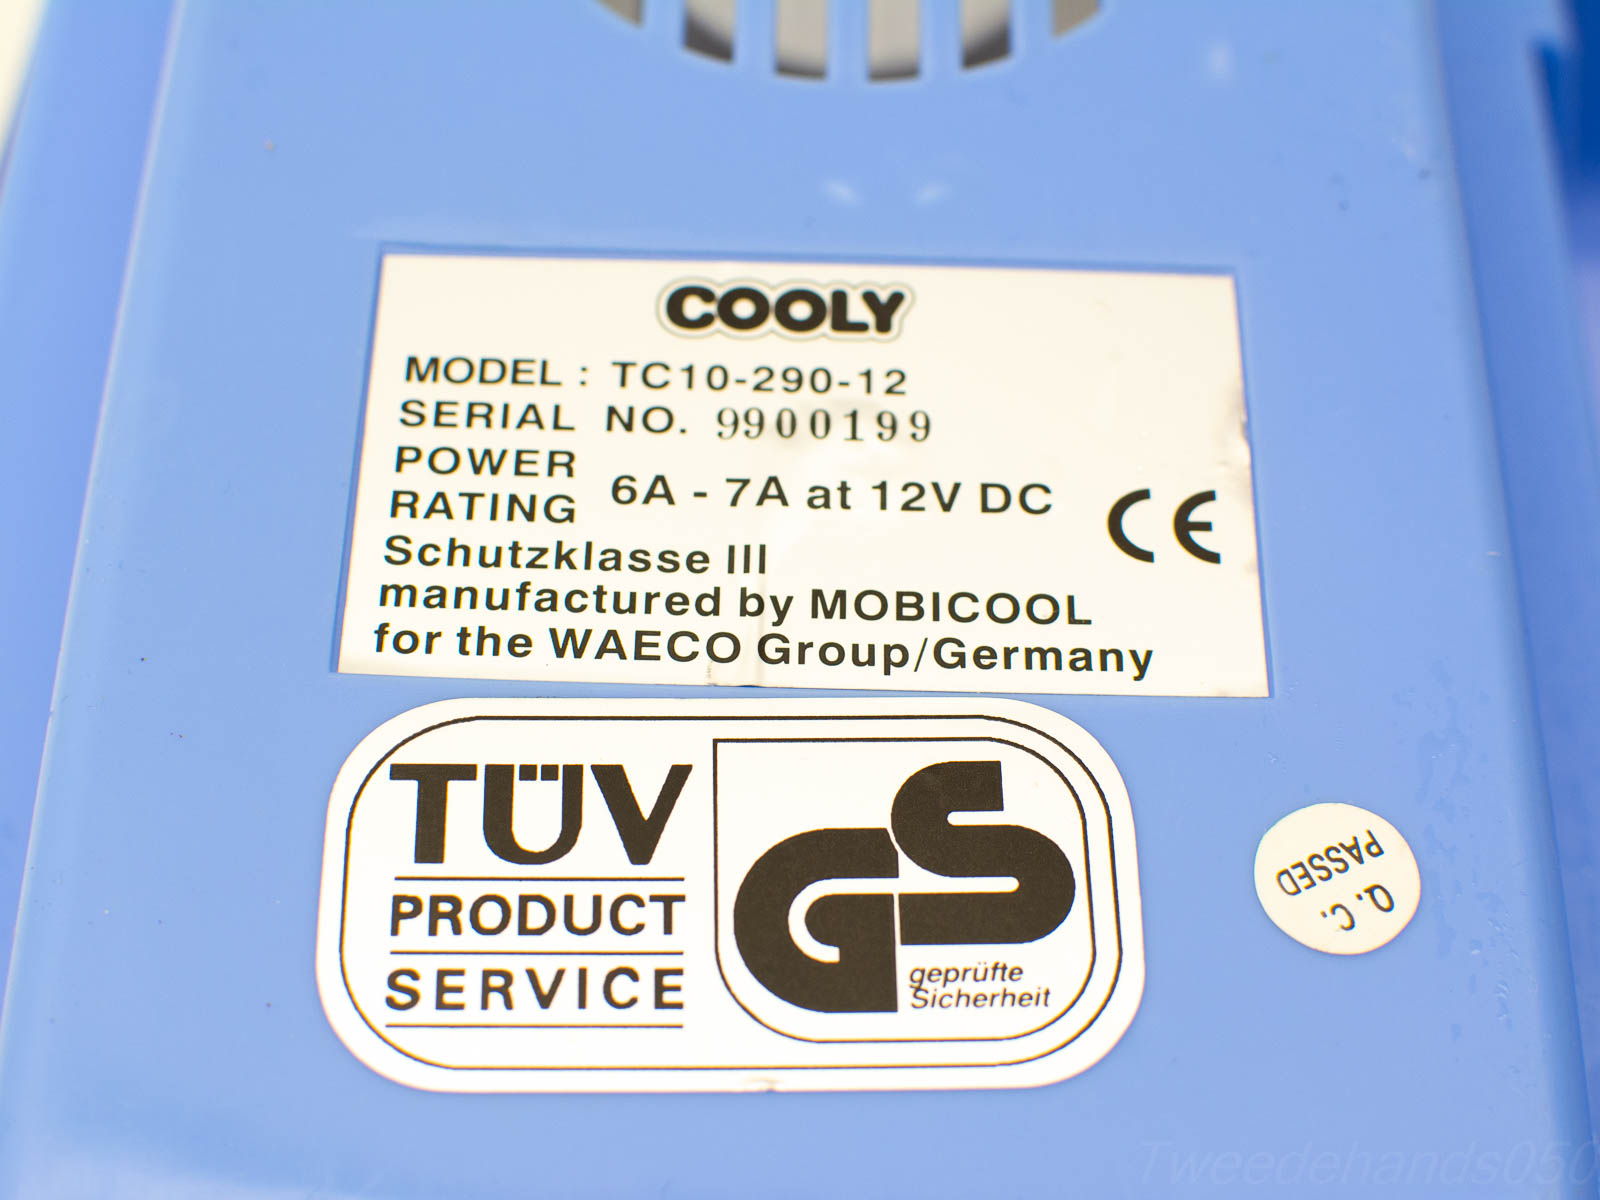 COOLY
MODEL : TC10-290-12
SERIAL NO. 9900199
POWER
RATING 6A - 7A at 12V DC
CE
Schutzklasse III
manufactured by MOBICOOL
for the WAECO Group/Germany
TÜV
PRODUCT
SERVICE
GS
geprüfte
Sicherheit
Q.C.
PASSED
Tweedehands050